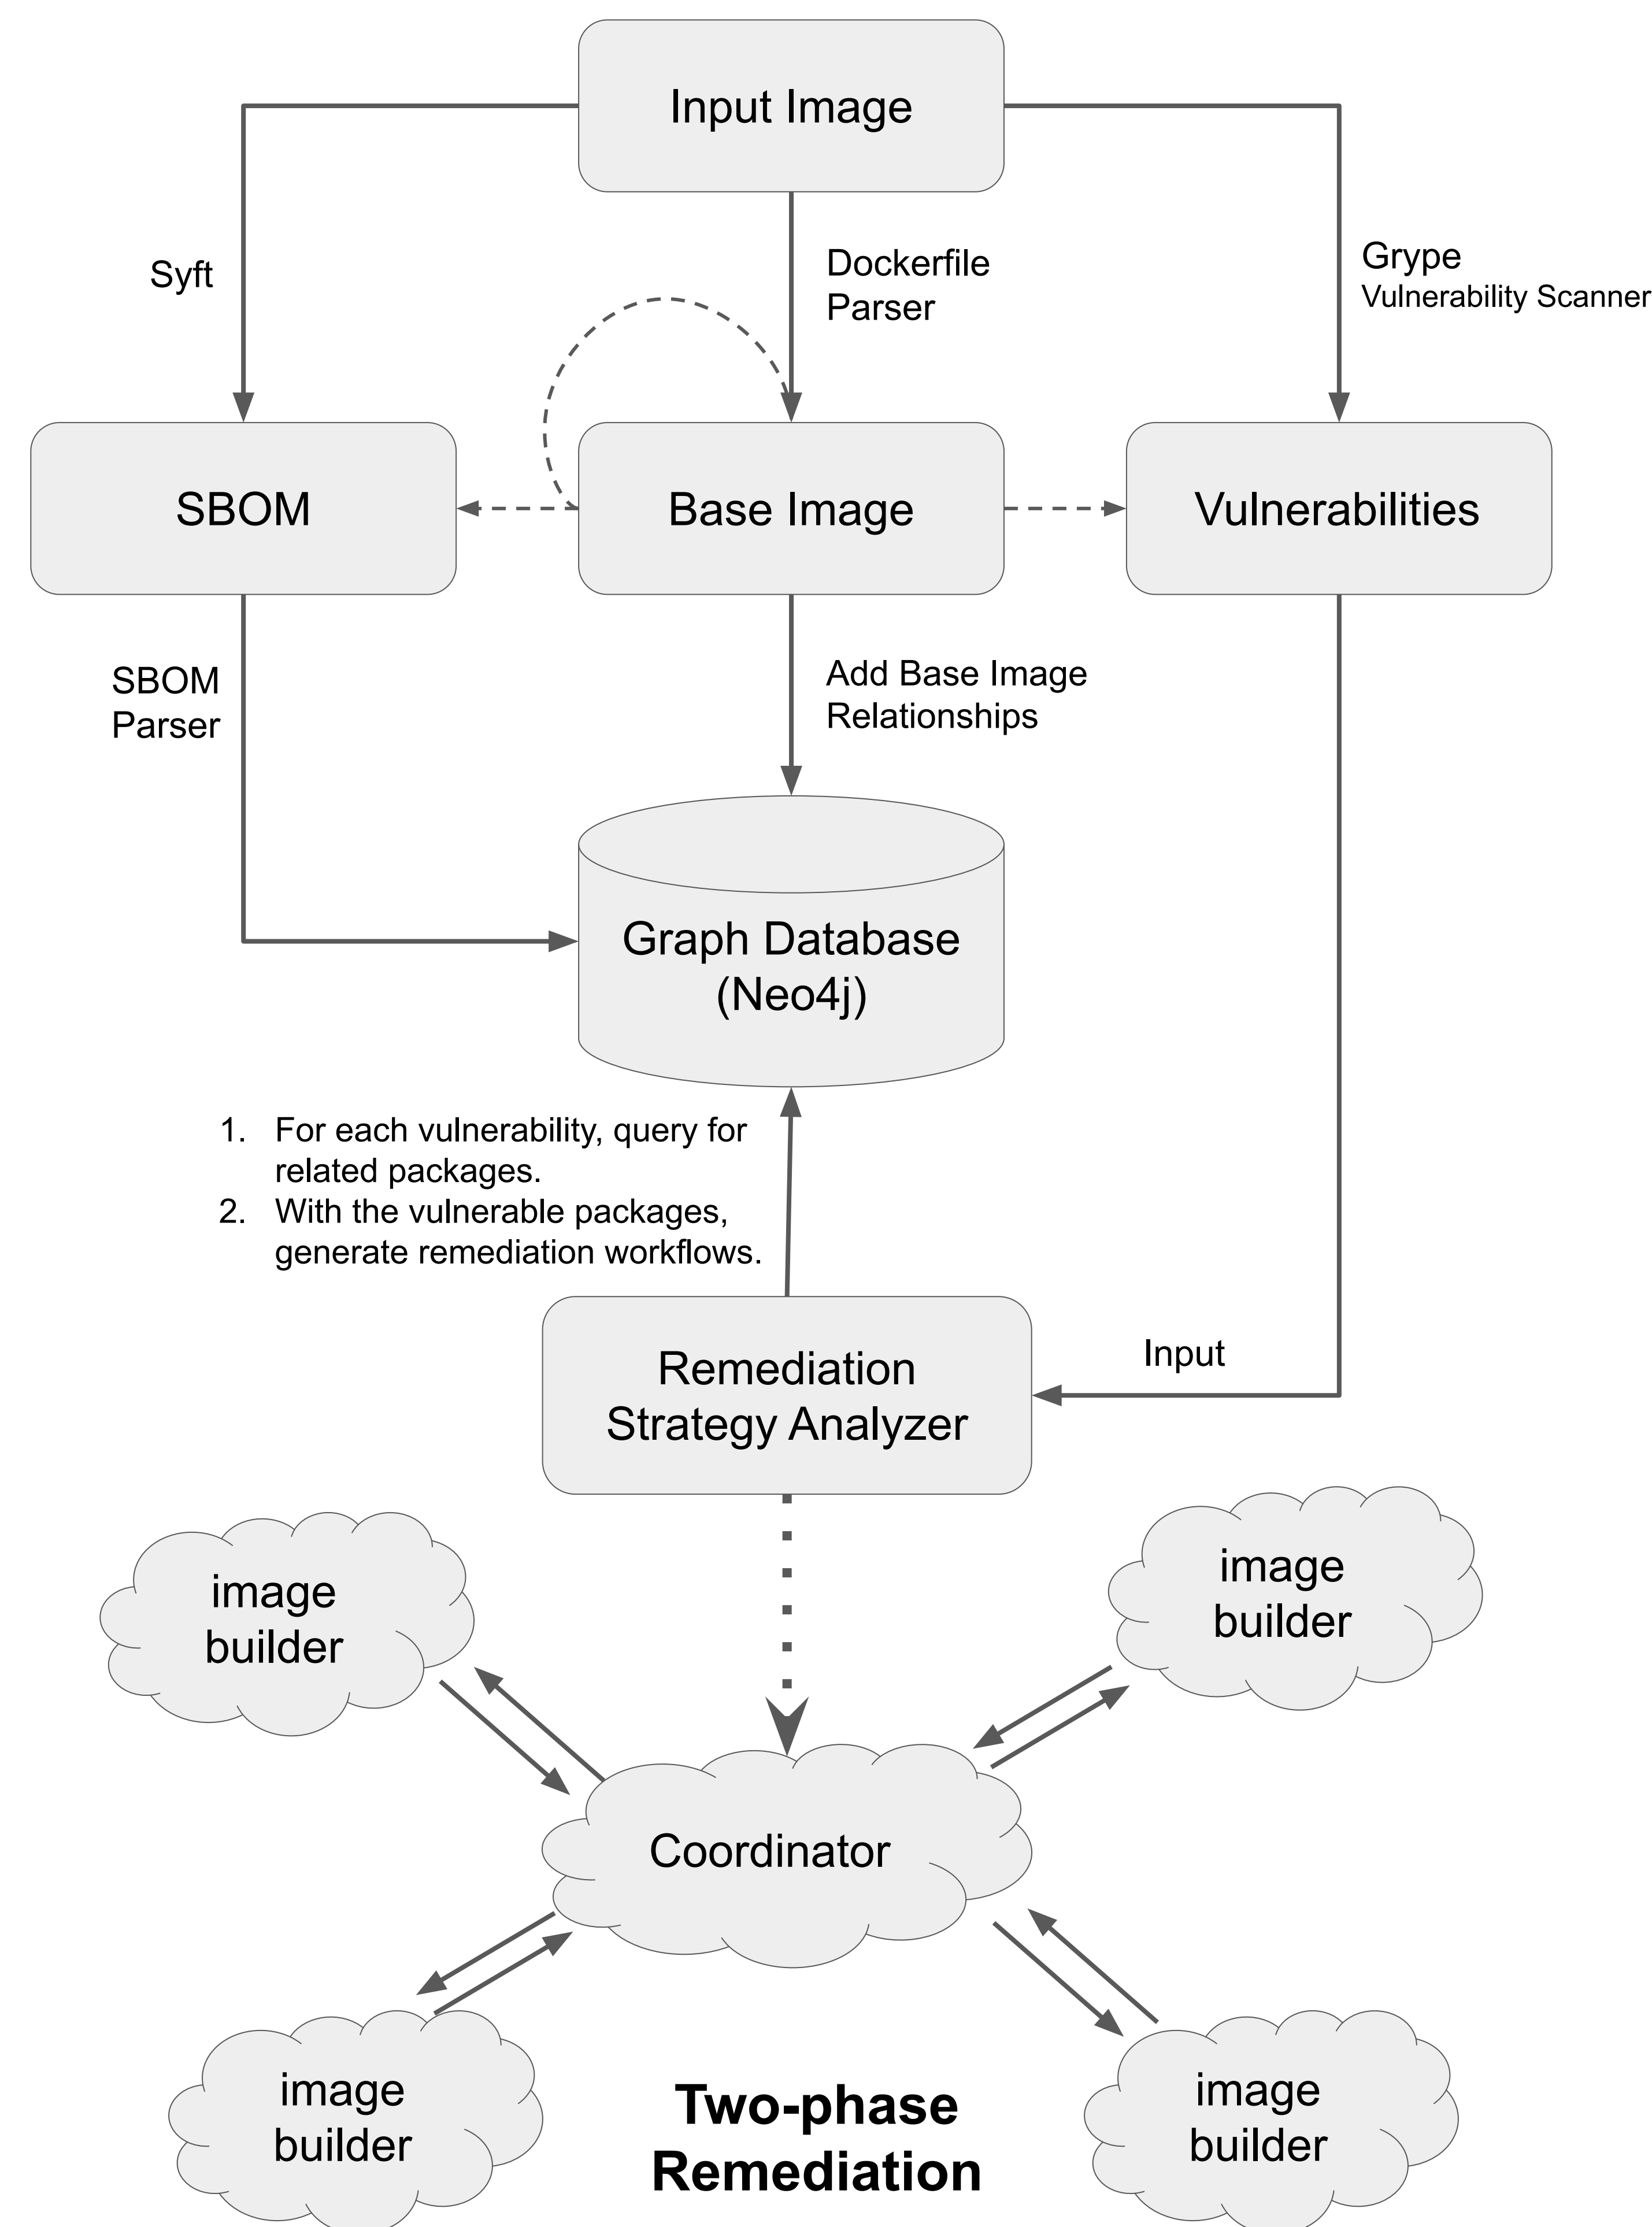 Input Image
Syft
Dockerfile
Parser
Grype
Vulnerability Scanner
SBOM
Base Image
Vulnerabilities
SBOM
Parser
Add Base Image
Relationships
Graph Database
(Neo4j)
1. For each vulnerability, query for
related packages.
2. With the vulnerable packages,
generate remediation workflows.
Remediation
Strategy Analyzer
Input
image
builder
image
builder
Coordinator
image
builder
Two-phase
Remediation
image
builder